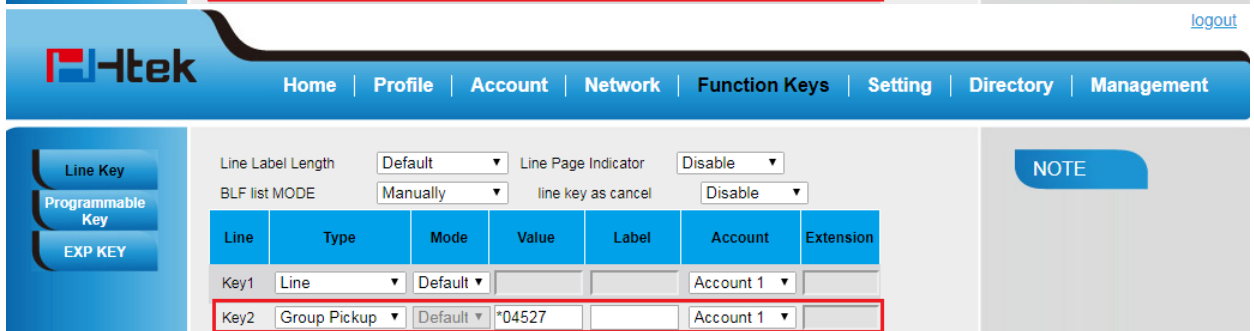 logout
Htek
Home | Profile | Account | Network | Function Keys | Setting | Directory | Management
Line Key
Programmable Key
EXP KEY
Line Label Length Default Line Page Indicator Disable
BLF list MODE Manually line key as cancel Disable
Line Type Mode Value Label Account Extension
Key1 Line Default Account 1
Key2 Group Pickup Default *04527 Account 1
NOTE